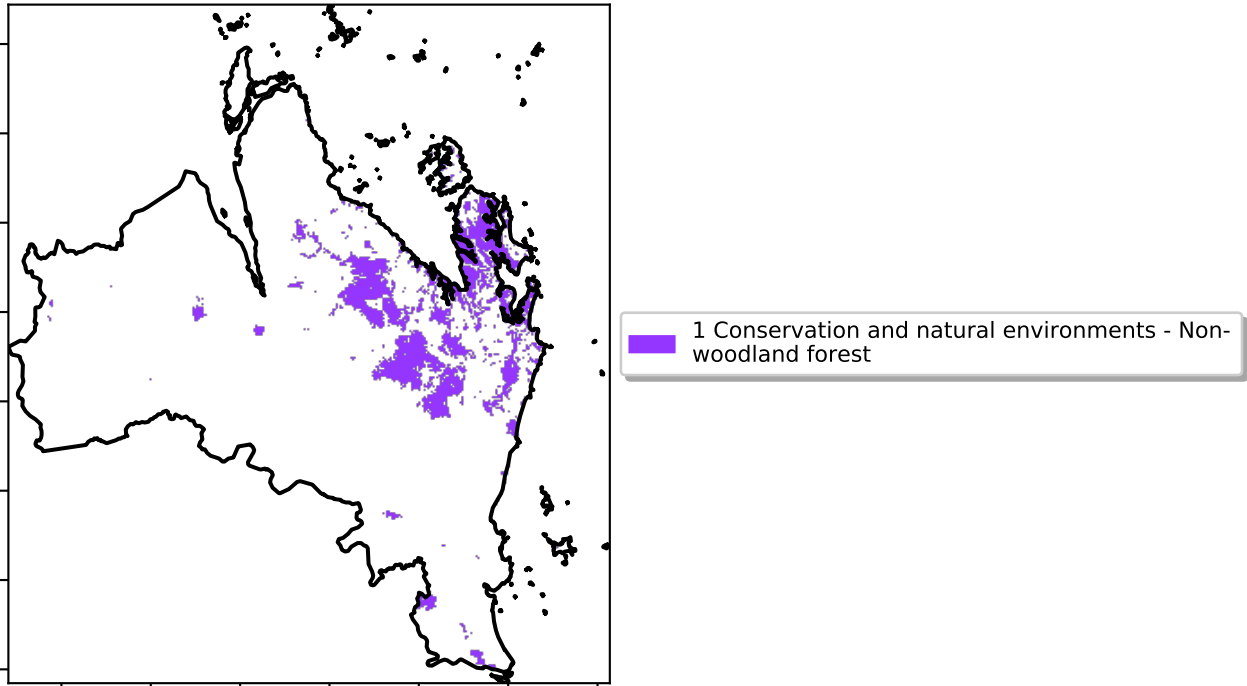 1 Conservation and natural environments - Non-
woodland forest